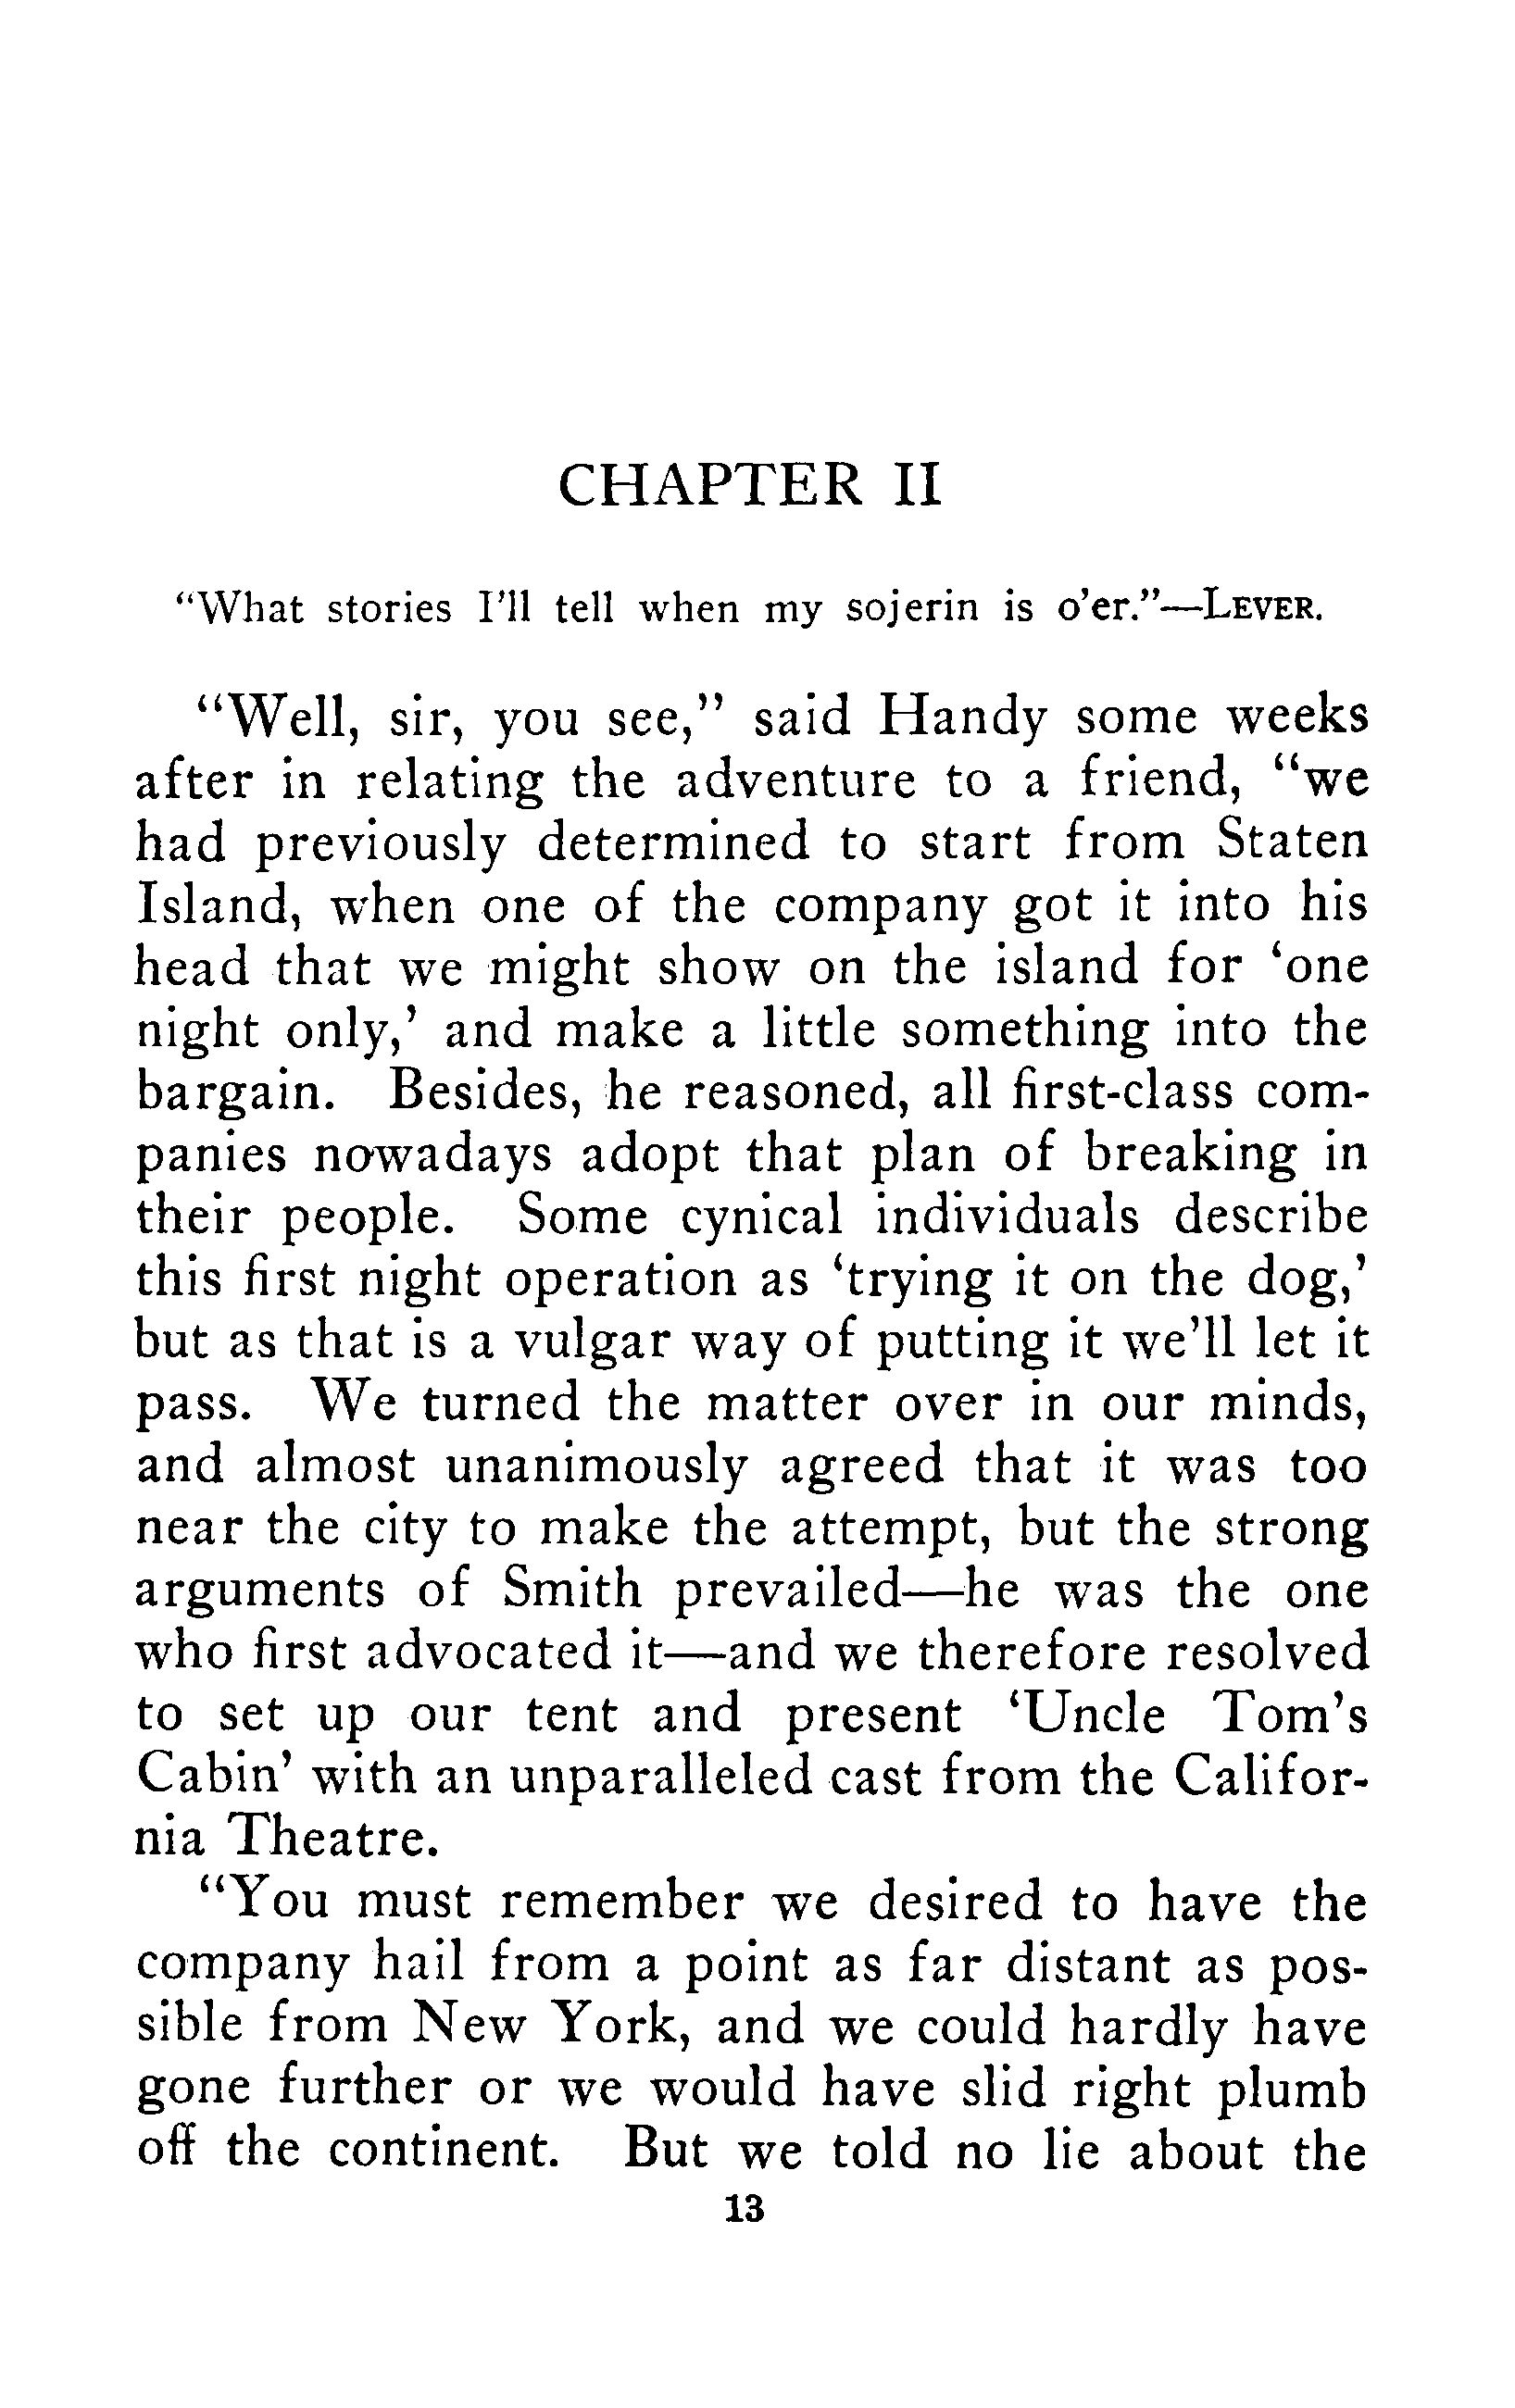 CHAPTER II
“What stories I’ll tell when my sojerin is o’er.”—LEVER.
“Well, sir, you see,” said Handy some weeks
after in relating the adventure to a friend, “we
had previously determined to start from Staten
Island, when one of the company got it into his
head that we might show on the island for ‘one
night only,’ and make a little something into the
bargain. Besides, he reasoned, all first-class com-
panies nowadays adopt that plan of breaking in
their people. Some cynical individuals describe
this first night operation as ‘trying it on the dog,’
but as that is a vulgar way of putting it we’ll let it
pass. We turned the matter over in our minds,
and almost unanimously agreed that it was too
near the city to make the attempt, but the strong
arguments of Smith prevailed—he was the one
who first advocated it—and we therefore resolved
to set up our tent and present ‘Uncle Tom’s
Cabin’ with an unparalleled cast from the Califor-
nia Theatre.
“You must remember we desired to have the
company hail from a point as far distant as pos-
sible from New York, and we could hardly have
gone further or we would have slid right plumb
off the continent. But we told no lie about the
13